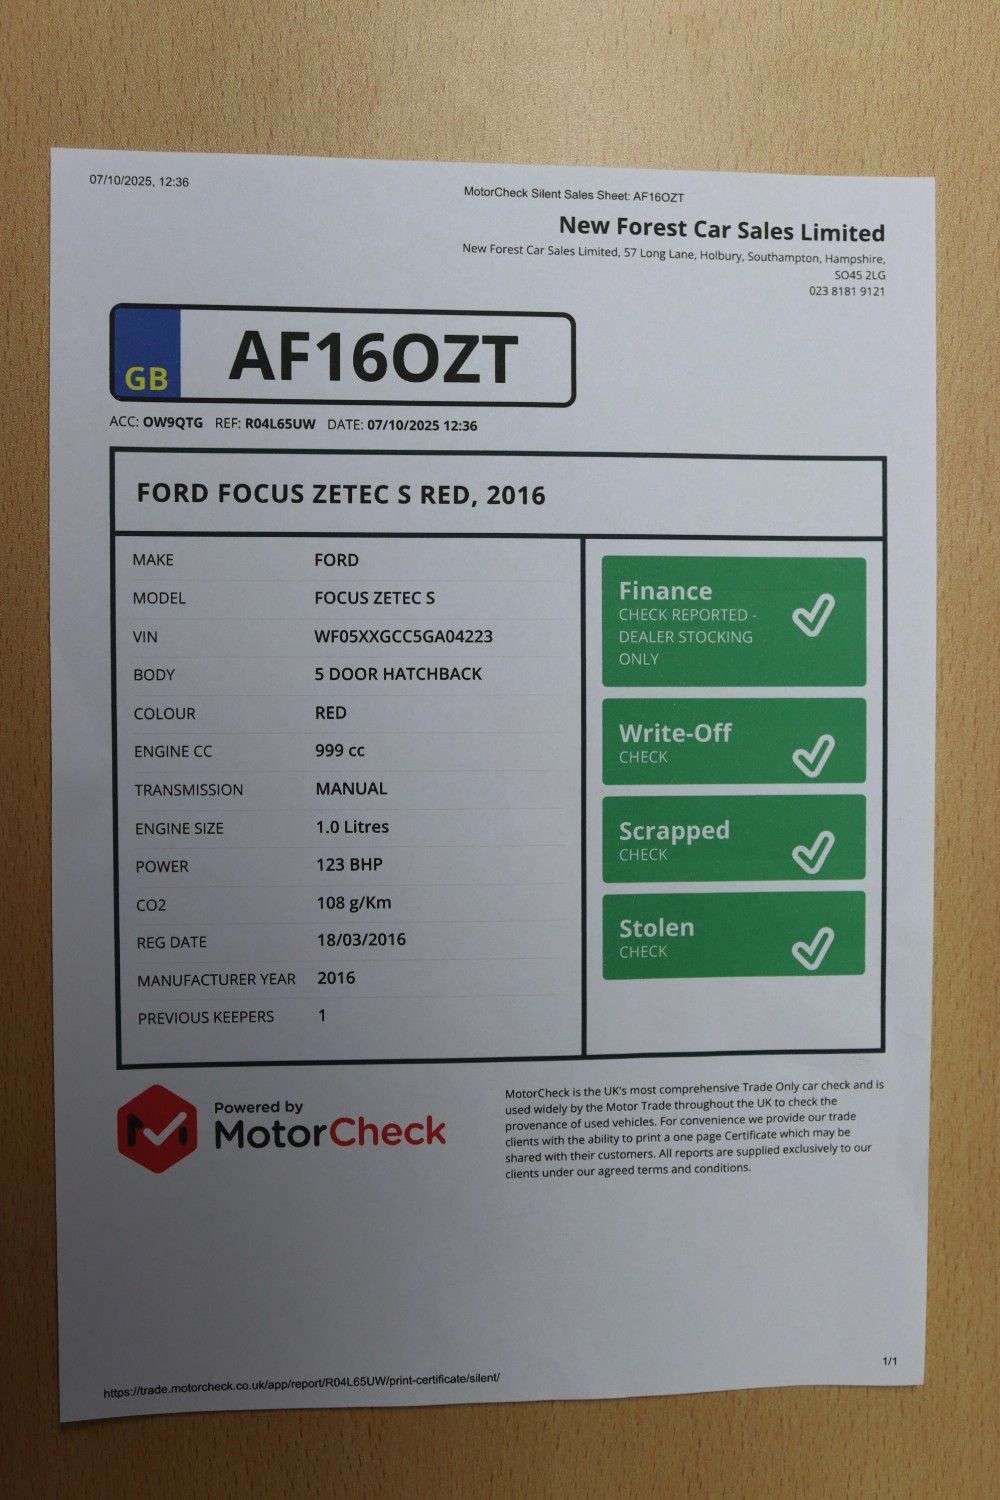 07/10/2025, 12:36
MotorCheck Silent Sales Sheet: AF16OZT
New Forest Car Sales Limited
New Forest Car Sales Limited, 57 Long Lane, Holbury, Southampton, Hampshire,
SO45 2LG
023 8181 9121
GB
AF16OZT
ACC: OW9QTG REF: R04L65UW DATE: 07/10/2025 12:36
FORD FOCUS ZETEC S RED, 2016
MAKE FORD
MODEL FOCUS ZETEC S
VIN WF05XXGCC5GA04223
BODY 5 DOOR HATCHBACK
COLOUR RED
ENGINE CC 999 cc
TRANSMISSION MANUAL
ENGINE SIZE 1.0 Litres
POWER 123 BHP
CO2 108 g/Km
REG DATE 18/03/2016
MANUFACTURER YEAR 2016
PREVIOUS KEEPERS 1
Finance
CHECK REPORTED -
DEALER STOCKING
ONLY
Write-Off
CHECK
Scrapped
CHECK
Stolen
CHECK
Powered by
MotorCheck
MotorCheck is the UK's most comprehensive Trade Only car check and is
used widely by the Motor Trade throughout the UK to check the
provenance of used vehicles. For convenience we provide our trade
clients with the ability to print a one page Certificate which may be
shared with their customers. All reports are supplied exclusively to our
clients under our agreed terms and conditions.
https://trade.motorcheck.co.uk/app/report/R04L65UW/print-certificate/silent/
1/1